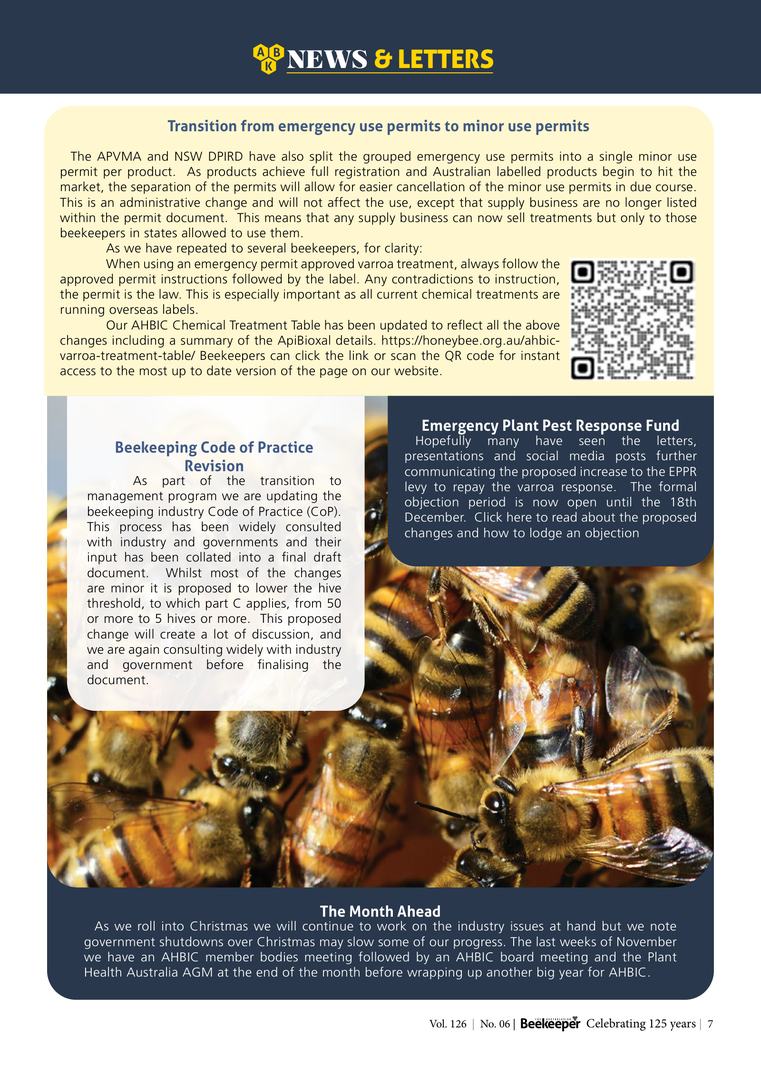 A B K NEWS & LETTERS
Transition from emergency use permits to minor use permits
The APVMA and NSW DPIRD have also split the grouped emergency use permits into a single minor use
permit per product. As products achieve full registration and Australian labelled products begin to hit the
market, the separation of the permits will allow for easier cancellation of the minor use permits in due course.
This is an administrative change and will not affect the use, except that supply business are no longer listed
within the permit document. This means that any supply business can now sell treatments but only to those
beekeepers in states allowed to use them.
As we have repeated to several beekeepers, for clarity:
When using an emergency permit approved varroa treatment, always follow the
approved permit instructions followed by the label. Any contradictions to instruction,
the permit is the law. This is especially important as all current chemical treatments are
running overseas labels.
Our AHBIC Chemical Treatment Table has been updated to reflect all the above
changes including a summary of the ApiBioxal details. https://honeybee.org.au/ahbic-
varroa-treatment-table/ Beekeepers can click the link or scan the QR code for instant
access to the most up to date version of the page on our website.
Beekeeping Code of Practice
Revision
As part of the transition to
management program we are updating the
beekeeping industry Code of Practice (CoP).
This process has been widely consulted
with industry and governments and their
input has been collated into a final draft
document. Whilst most of the changes
are minor it is proposed to lower the hive
threshold, to which part C applies, from 50
or more to 5 hives or more. This proposed
change will create a lot of discussion, and
we are again consulting widely with industry
and government before finalising the
document.
Emergency Plant Pest Response Fund
Hopefully many have seen the letters,
presentations and social media posts further
communicating the proposed increase to the EPPR
levy to repay the varroa response. The formal
objection period is now open until the 18th
December. Click here to read about the proposed
changes and how to lodge an objection
The Month Ahead
As we roll into Christmas we will continue to work on the industry issues at hand but we note
government shutdowns over Christmas may slow some of our progress. The last weeks of November
we have an AHBIC member bodies meeting followed by an AHBIC board meeting and the Plant
Health Australia AGM at the end of the month before wrapping up another big year for AHBIC.
Vol. 126 | No. 06 | Beekeeper Celebrating 125 years | 7